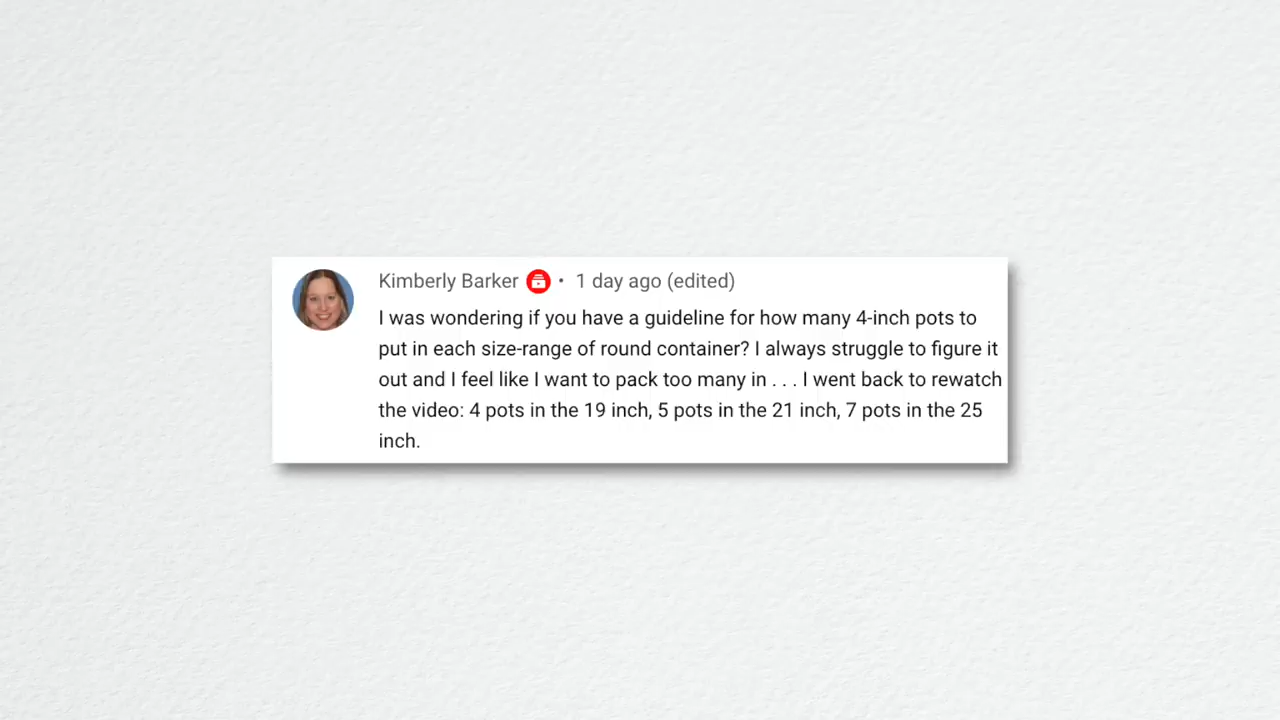 Kimberly Barker • 1 day ago (edited)
I was wondering if you have a guideline for how many 4-inch pots to
put in each size-range of round container? I always struggle to figure it
out and I feel like I want to pack too many in . . . I went back to rewatch
the video: 4 pots in the 19 inch, 5 pots in the 21 inch, 7 pots in the 25
inch.